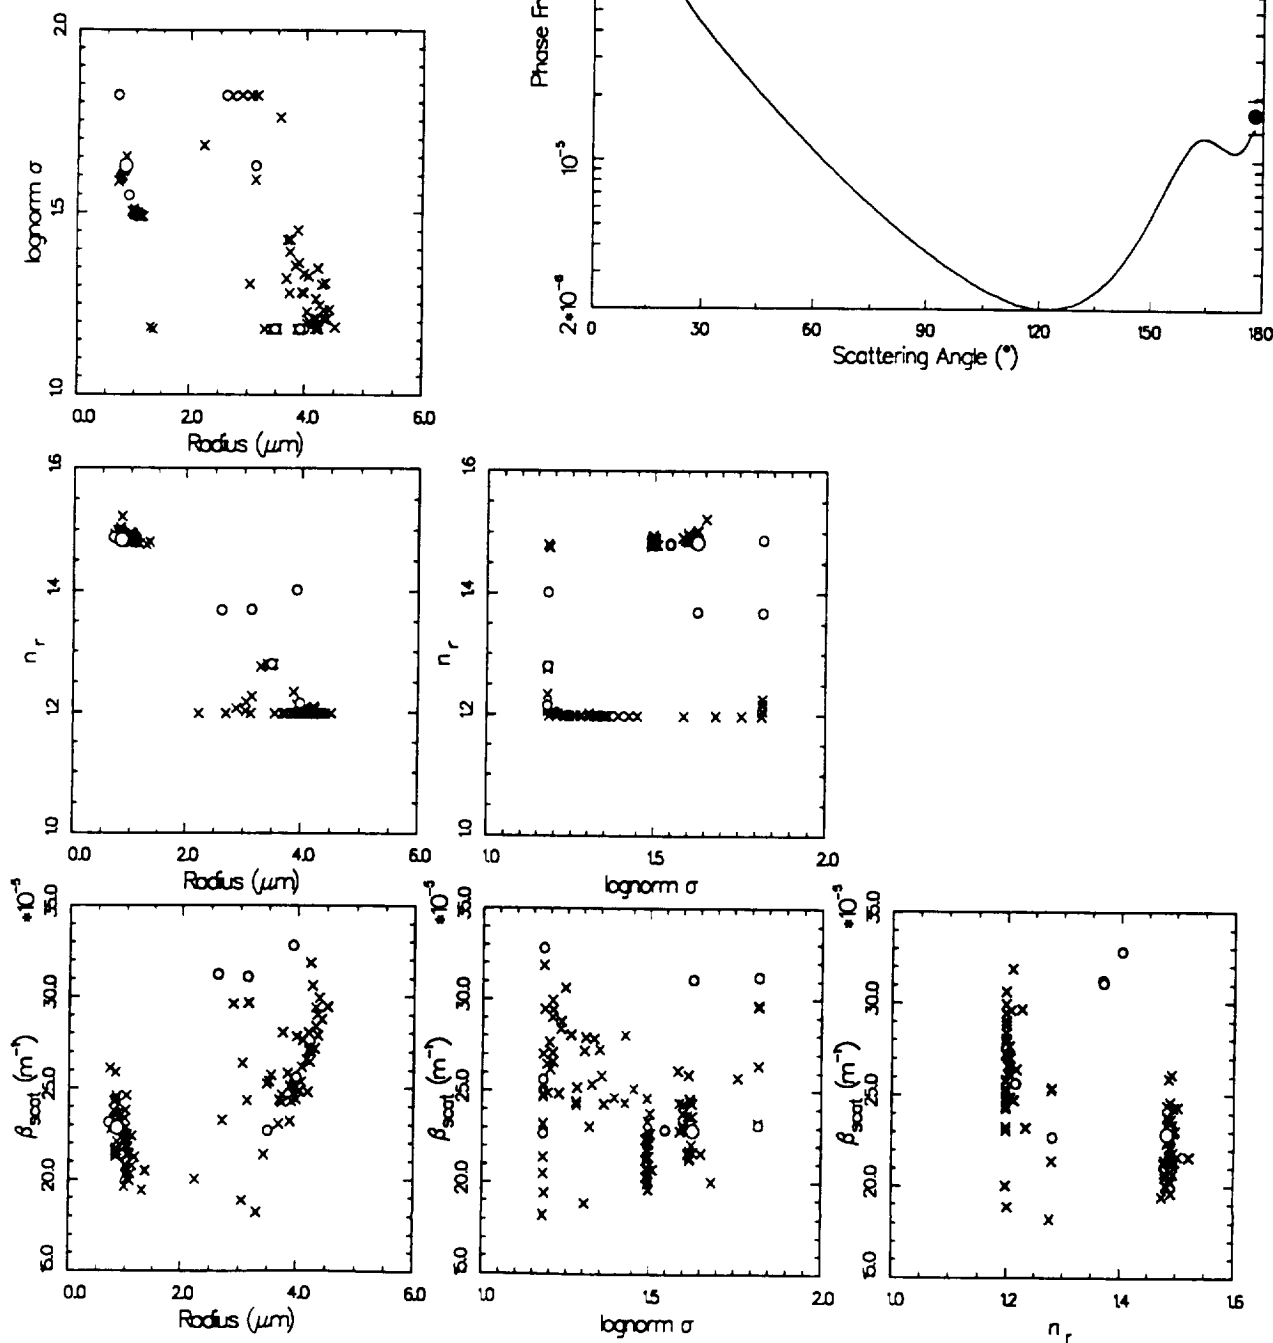 2.0
1.5
1.0
lognorm σ
0.0 2.0 4.0 6.0
Radius (μm)
Phase Fn
10⁻⁵
2*10⁻⁶
0 30 60 90 120 150 180
Scattering Angle (°)
1.6
1.4
1.2
1.0
n r
0.0 2.0 4.0 6.0
Radius (μm)
1.6
1.4
1.2
1.0
n r
1.0 1.5 2.0
lognorm σ
*10⁻⁵
35.0
30.0
25.0
20.0
15.0
βscat (m⁻¹)
0.0 2.0 4.0 6.0
Radius (μm)
*10⁻⁵
35.0
30.0
25.0
20.0
15.0
βscat (m⁻¹)
1.0 1.5 2.0
lognorm σ
*10⁻⁵
35.0
30.0
25.0
20.0
15.0
βscat (m⁻¹)
1.0 1.2 1.4 1.6
n r